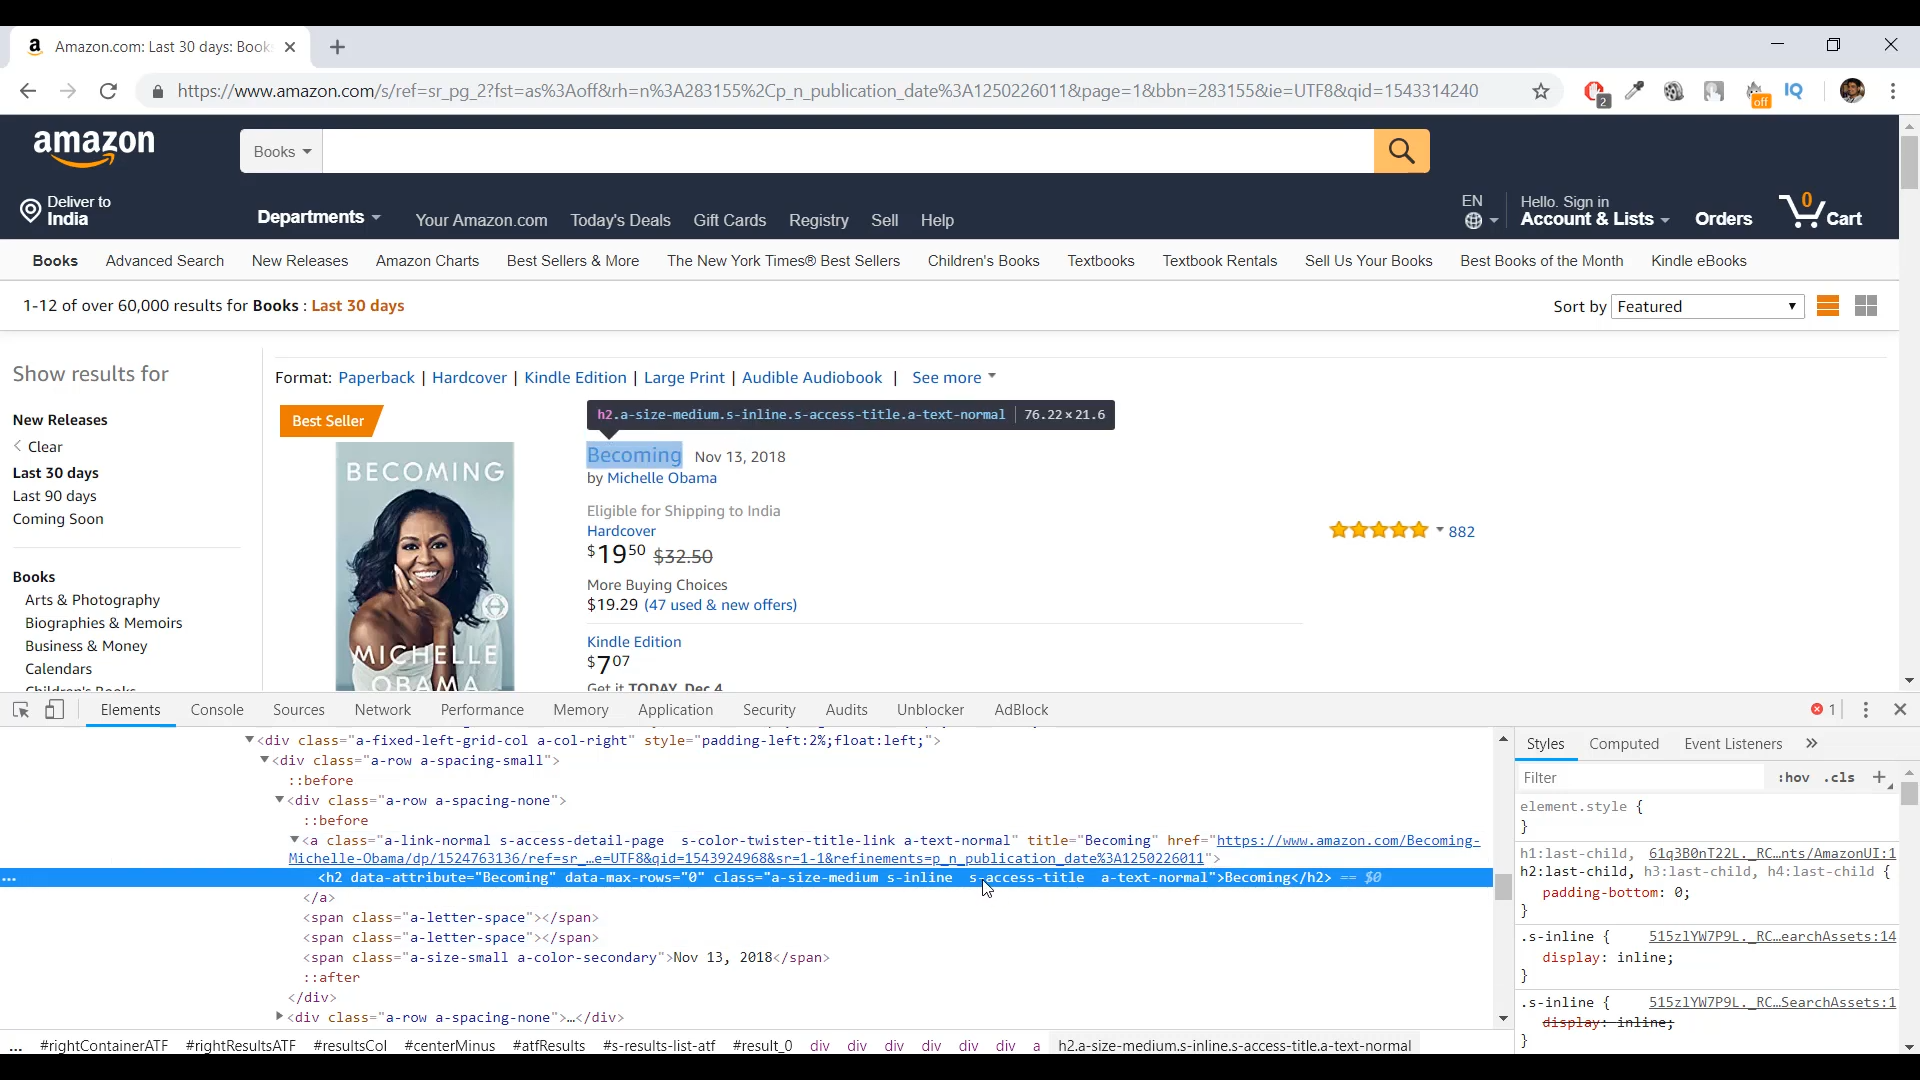 Amazon.com: Last 30 days: Book
https://www.amazon.com/s/ref=sr_pg_2?fst=as%3Aoff&rh=n%3A283155%2Cp_n_publication_date%3A1250226011&page=1&bbn=283155&ie=UTF8&qid=1543314240
2
off
IQ
amazon
Books
Deliver to
India
Departments
Your Amazon.com
Today's Deals
Gift Cards
Registry
Sell
Help
EN
Hello. Sign in
Account & Lists
Orders
0
Cart
Books
Advanced Search
New Releases
Amazon Charts
Best Sellers & More
The New York Times® Best Sellers
Children's Books
Textbooks
Textbook Rentals
Sell Us Your Books
Best Books of the Month
Kindle eBooks
1-12 of over 60,000 results for Books : Last 30 days
Sort by Featured
Show results for
New Releases
Clear
Last 30 days
Last 90 days
Coming Soon
Books
Arts & Photography
Biographies & Memoirs
Business & Money
Calendars
Children's Books
Format: Paperback | Hardcover | Kindle Edition | Large Print | Audible Audiobook | See more
Best Seller
BECOMING
MICHELLE
OBAMA
h2.a-size-medium.s-inline.s-access-title.a-text-normal | 76.22×21.6
Becoming Nov 13, 2018
by Michelle Obama
Eligible for Shipping to India
Hardcover
$19 50 $32.50
More Buying Choices
$19.29 (47 used & new offers)
Kindle Edition
$7 07
Get it TODAY, Dec 4
882
Elements
Console
Sources
Network
Performance
Memory
Application
Security
Audits
Unblocker
AdBlock
1
<div class="a-fixed-left-grid-col a-col-right" style="padding-left:2%;float:left;">
<div class="a-row a-spacing-small">
::before
<div class="a-row a-spacing-none">
::before
<a class="a-link-normal s-access-detail-page  s-color-twister-title-link a-text-normal" title="Becoming" href="https://www.amazon.com/Becoming-
Michelle-Obama/dp/1524763136/ref=sr_…e=UTF8&qid=1543924968&sr=1-1&refinements=p_n_publication_date%3A1250226011">
<h2 data-attribute="Becoming" data-max-rows="0" class="a-size-medium s-inline  s-access-title  a-text-normal">Becoming</h2> == $0
</a>
<span class="a-letter-space"></span>
<span class="a-letter-space"></span>
<span class="a-size-small a-color-secondary">Nov 13, 2018</span>
::after
</div>
<div class="a-row a-spacing-none">…</div>
... #rightContainerATF #rightResultsATF #resultsCol #centerMinus #atfResults #s-results-list-atf #result_0 div div div div div div a h2.a-size-medium.s-inline.s-access-title.a-text-normal
Styles
Computed
Event Listeners
»
Filter
:hov .cls +
element.style {
}
h1:last-child, 61q3B0nT22L._RC…nts/AmazonUI:1
h2:last-child, h3:last-child, h4:last-child {
padding-bottom: 0;
}
.s-inline { 515zlYW7P9L._RC…earchAssets:14
display: inline;
}
.s-inline { 515zlYW7P9L._RC…SearchAssets:1
display: inline;
}